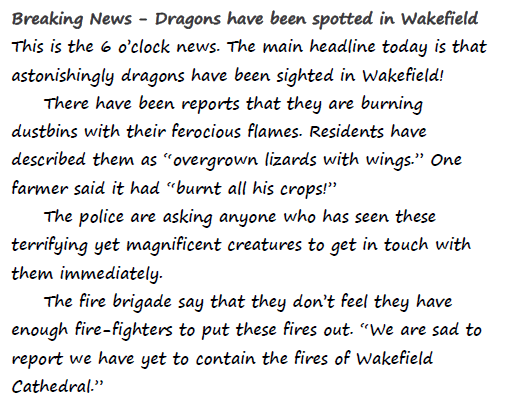 Breaking News - Dragons have been spotted in Wakefield
This is the 6 o'clock news. The main headline today is that
astonishingly dragons have been sighted in Wakefield!
There have been reports that they are burning
dustbins with their ferocious flames. Residents have
described them as "overgrown lizards with wings." One
farmer said it had "burnt all his crops!"
The police are asking anyone who has seen these
terrifying yet magnificent creatures to get in touch with
them immediately.
The fire brigade say that they don't feel they have
enough fire-fighters to put these fires out. "We are sad to
report we have yet to contain the fires of Wakefield
Cathedral."